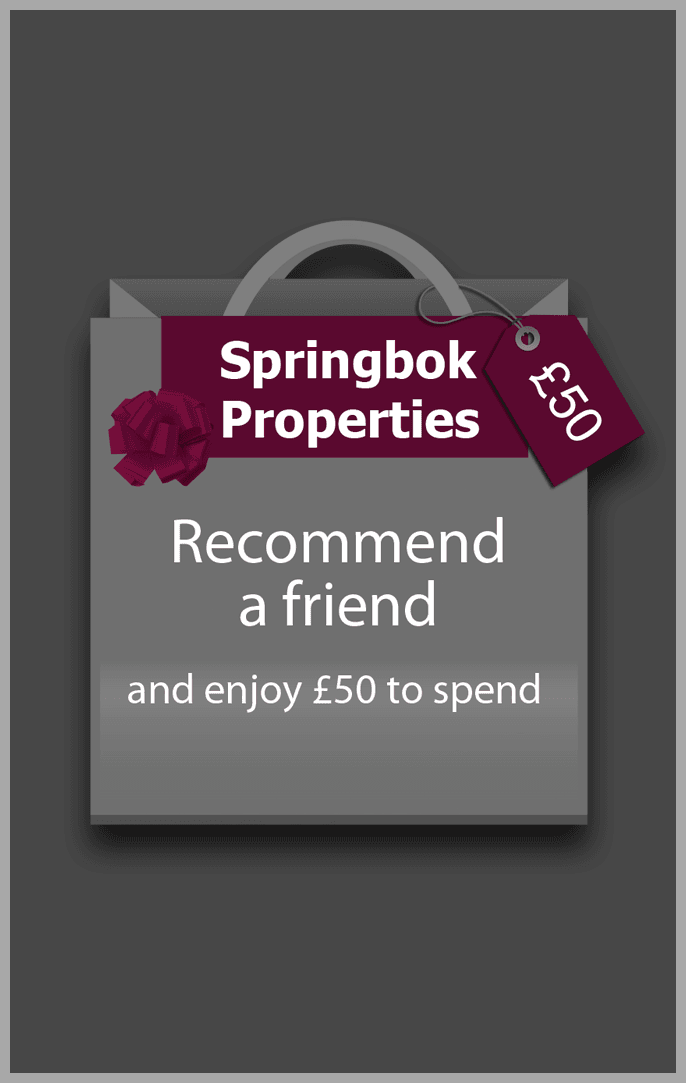 Springbok
Properties
£50
Recommend
a friend
and enjoy £50 to spend